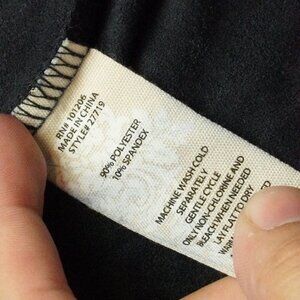 RN# 101206
MADE IN CHINA
STYLE# 27719
90% POLYESTER
10% SPANDEX
MACHINE WASH COLD
SEPARATELY
GENTLE CYCLE
ONLY NON-CHLORINE AND
BLEACH WHEN NEEDED
LAY FLAT TO DRY